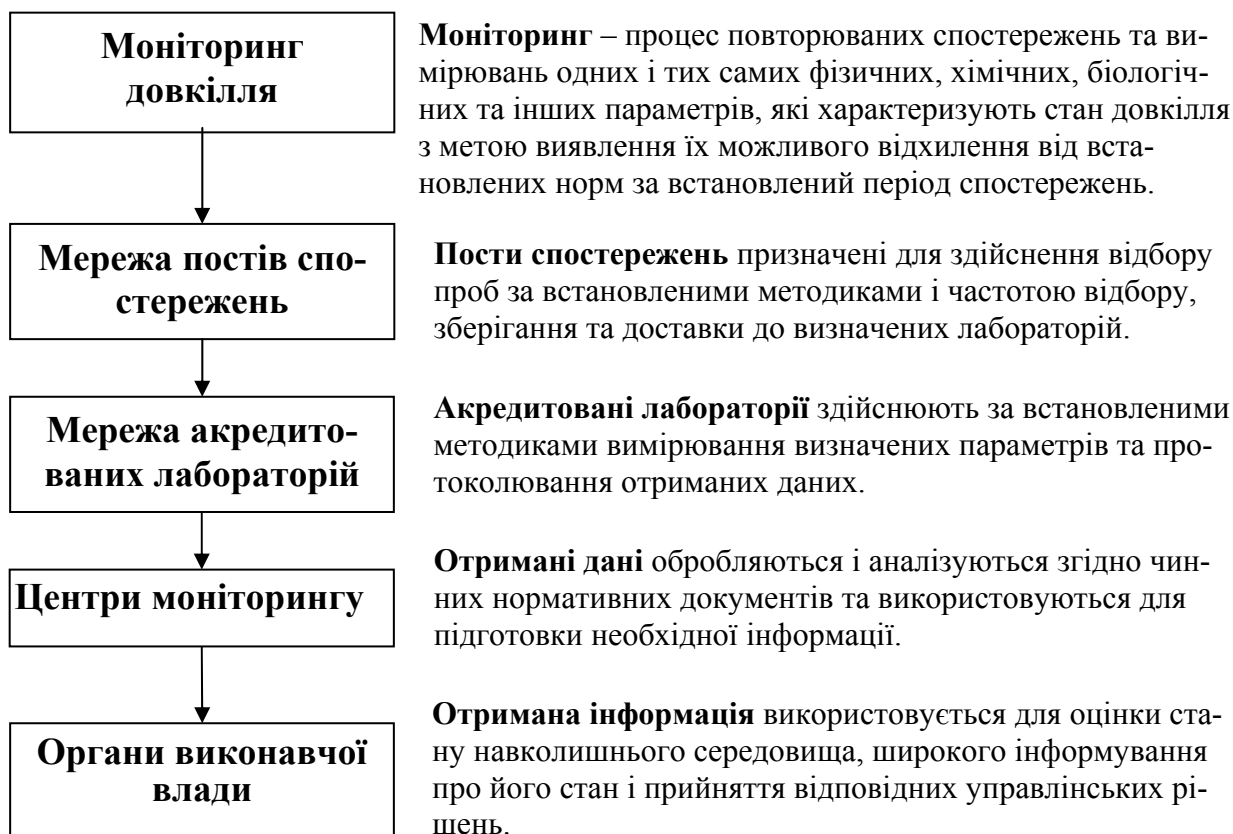 Моніторинг
довкілля
Моніторинг – процес повторюваних спостережень та ви-
мірювань одних і тих самих фізичних, хімічних, біологіч-
них та інших параметрів, які характеризують стан довкілля
з метою виявлення їх можливого відхилення від вста-
новлених норм за встановлений період спостережень.
Мережа постів спо-
стережень
Пости спостережень призначені для здійснення відбору
проб за встановленими методиками і частотою відбору,
зберігання та доставки до визначених лабораторій.
Мережа акредито-
ваних лабораторій
Акредитовані лабораторії здійснюють за встановленими
методиками вимірювання визначених параметрів та про-
токолювання отриманих даних.
Центри моніторингу
Отримані дані обробляються і аналізуються згідно чин-
них нормативних документів та використовуються для
підготовки необхідної інформації.
Органи виконавчої
влади
Отримана інформація використовується для оцінки ста-
ну навколишнього середовища, широкого інформування
про його стан і прийняття відповідних управлінських рі-
шень.